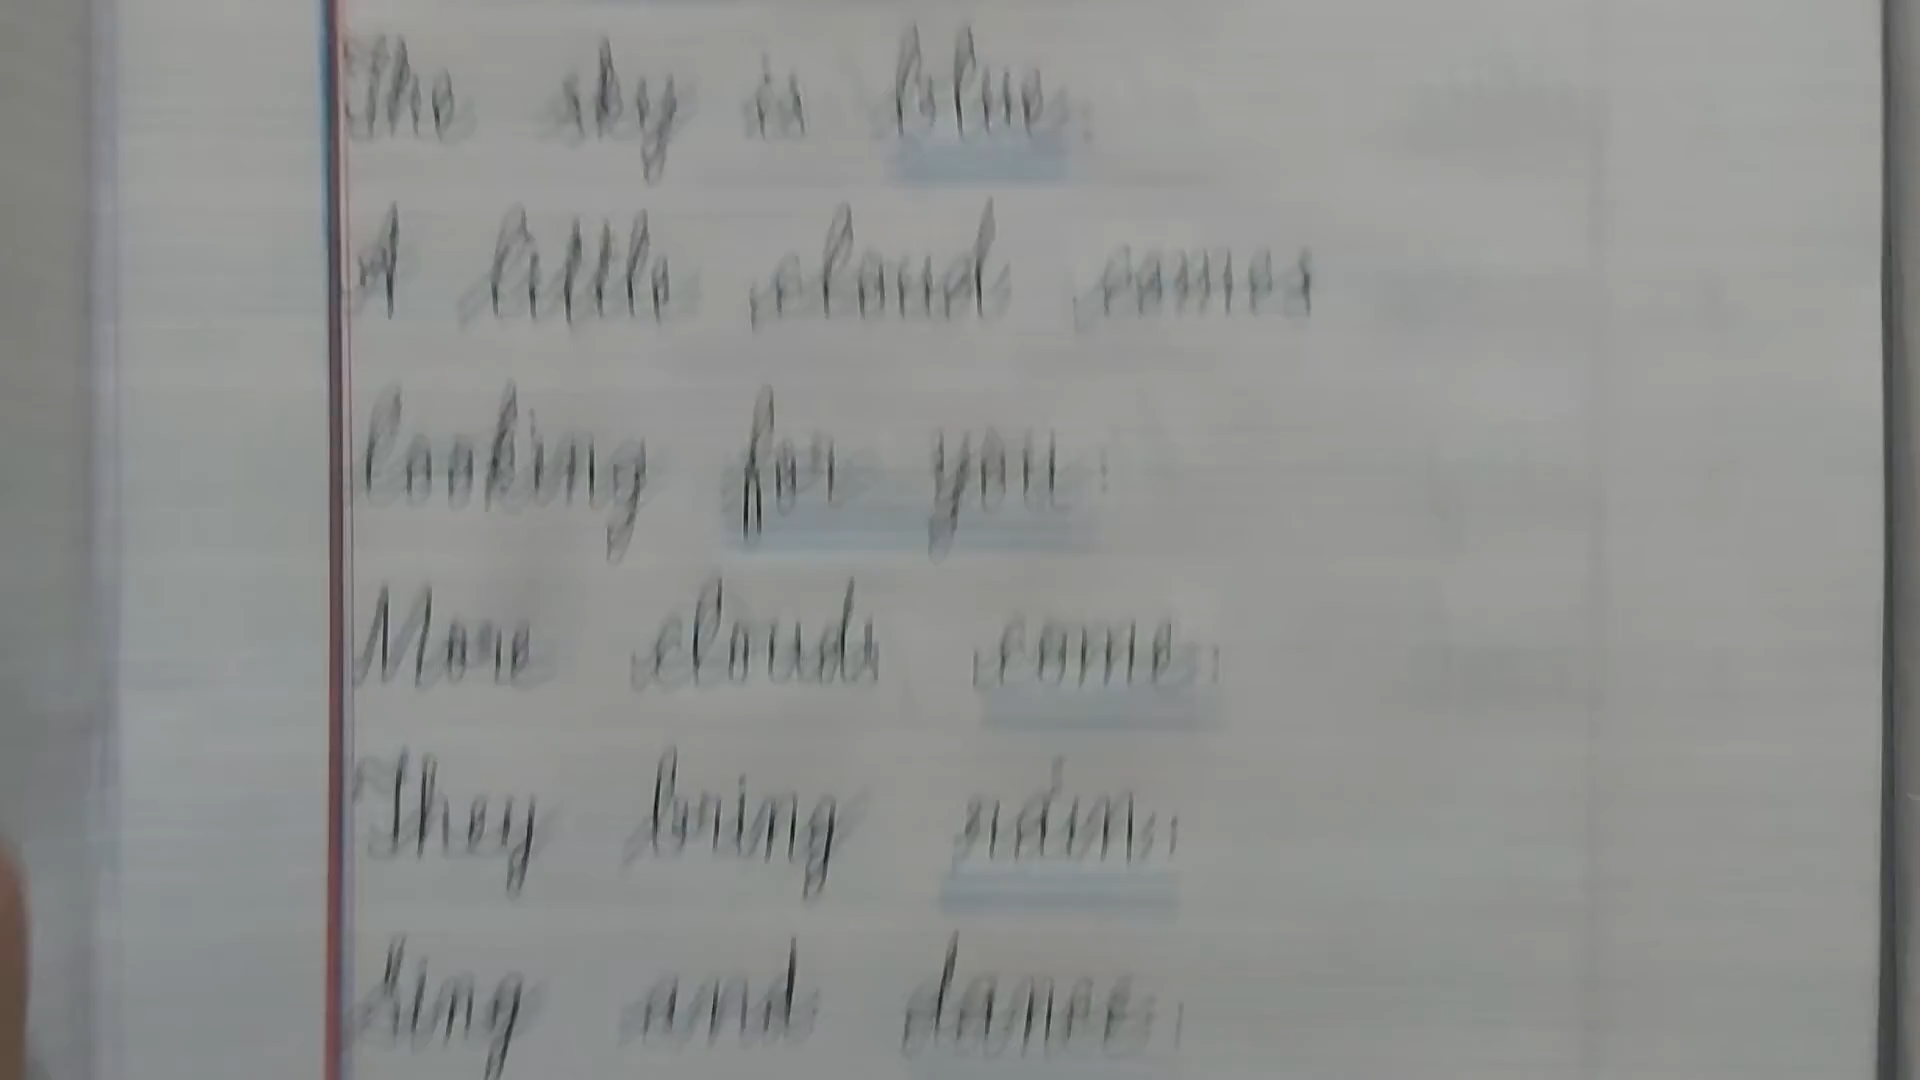 The sky is blue.
A little cloud comes
looking for you.
More clouds come.
They bring rain.
Sing and dance.